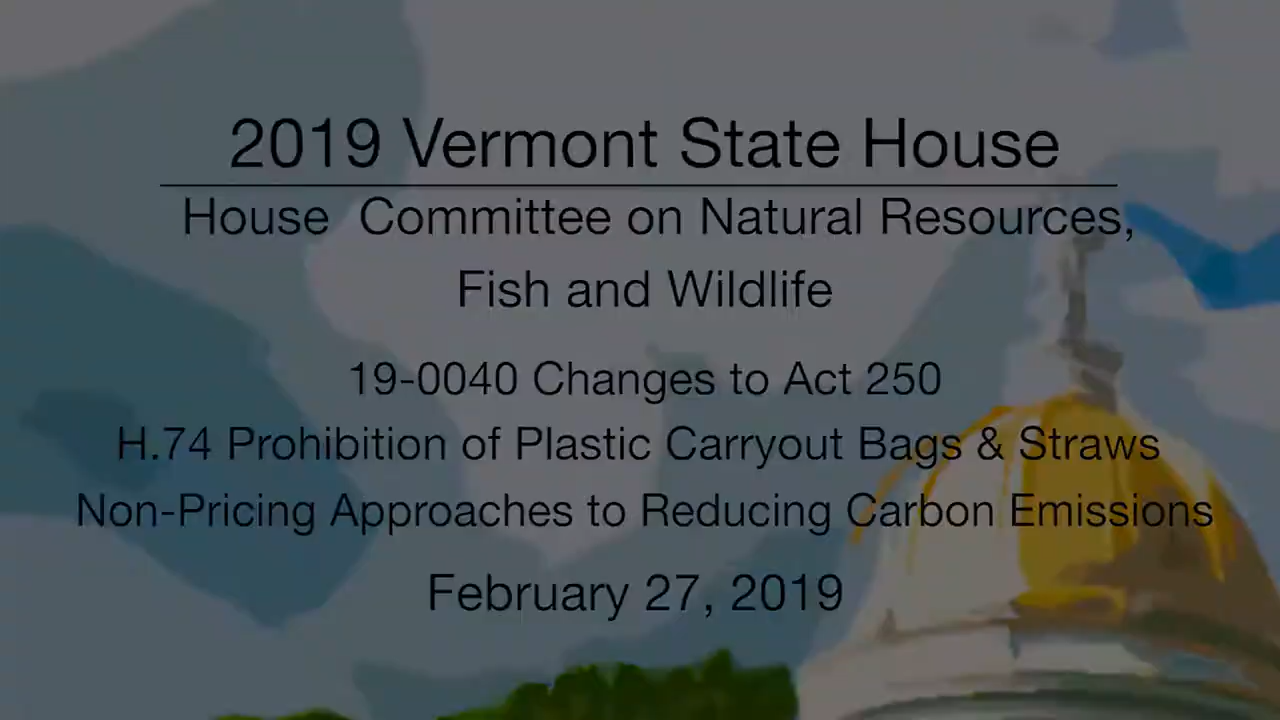 2019 Vermont State House
House Committee on Natural Resources,
Fish and Wildlife
19-0040 Changes to Act 250
H.74 Prohibition of Plastic Carryout Bags & Straws
Non-Pricing Approaches to Reducing Carbon Emissions
February 27, 2019